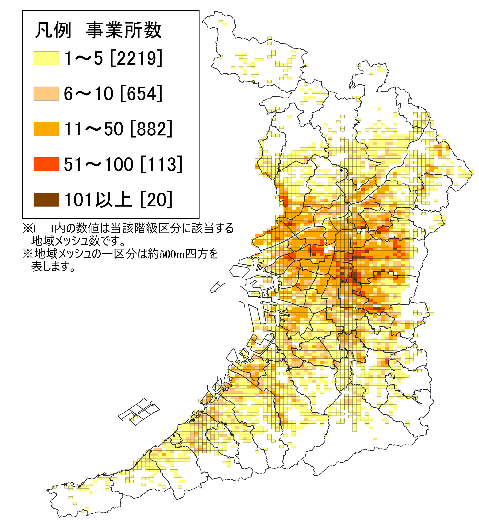 凡例 事業所数
1～5 [2219]
6～10 [654]
11～50 [882]
51～100 [113]
101以上 [20]
※[ ]内の数値は当該階級区分に該当する
地域メッシュ数です。
※地域メッシュの一区分は約500m四方を
表します。